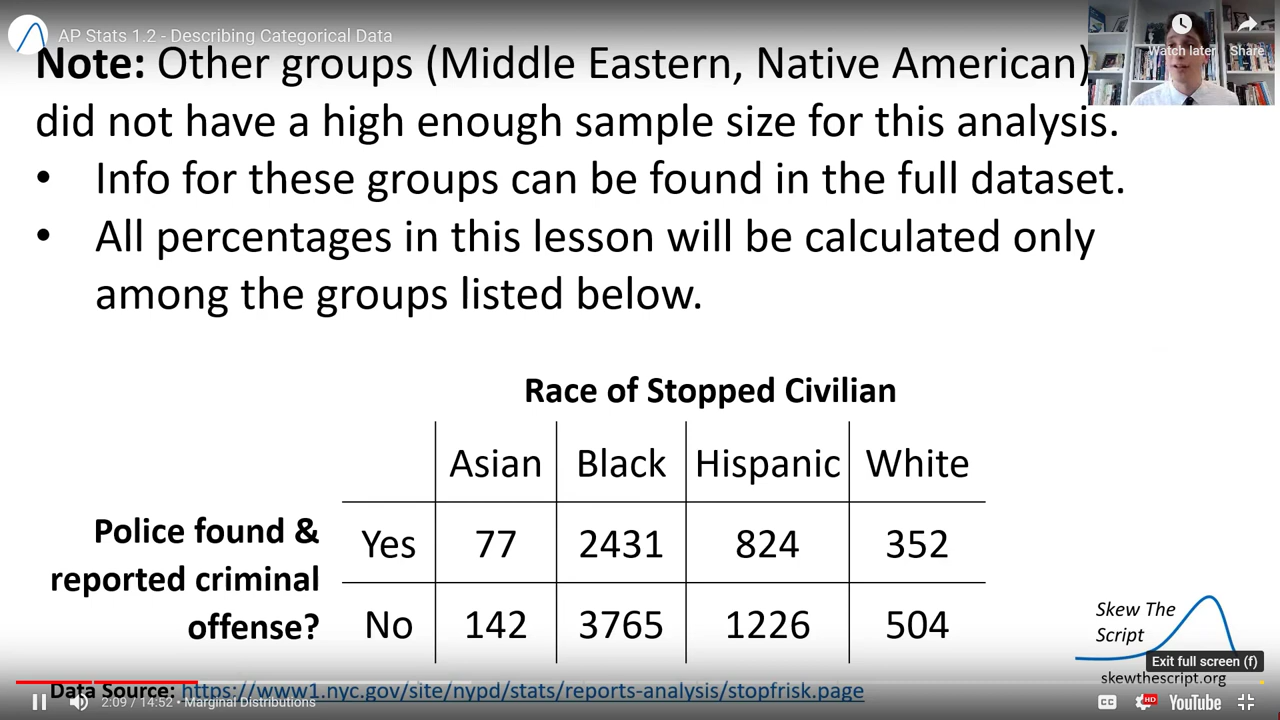 AP Stats 1.2 - Describing Categorical Data
Watch later
Share
Note: Other groups (Middle Eastern, Native American)
did not have a high enough sample size for this analysis.
• Info for these groups can be found in the full dataset.
• All percentages in this lesson will be calculated only
among the groups listed below.
Race of Stopped Civilian
Asian Black Hispanic White
Police found &
reported criminal
offense?
Yes 77 2431 824 352
No 142 3765 1226 504
Skew The
Script
Exit full screen (f)
skewthescript.org
Data Source: https://www1.nyc.gov/site/nypd/stats/reports-analysis/stopfrisk.page
2:09 / 14:52 • Marginal Distributions
CC
HD
YouTube